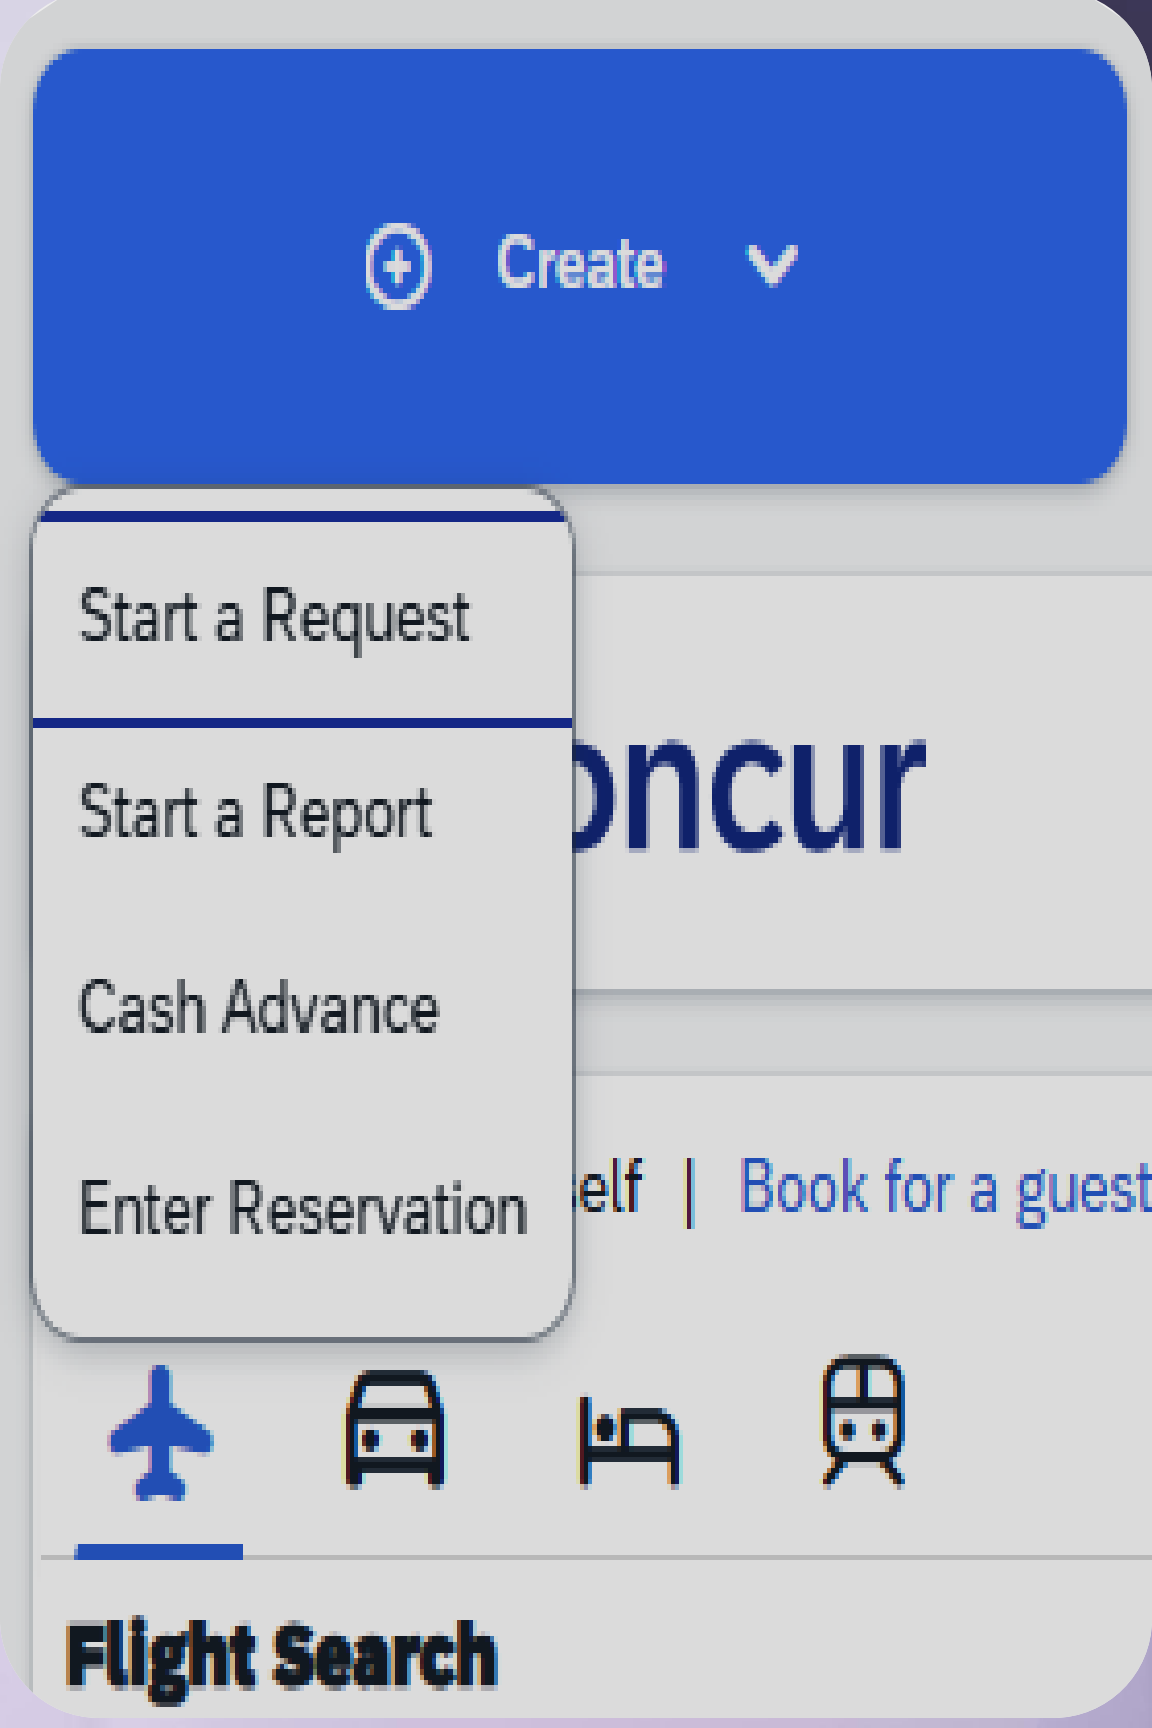 Create
Start a Request
Start a Report
oncur
Cash Advance
Enter Reservation
elf | Book for a guest
Flight Search